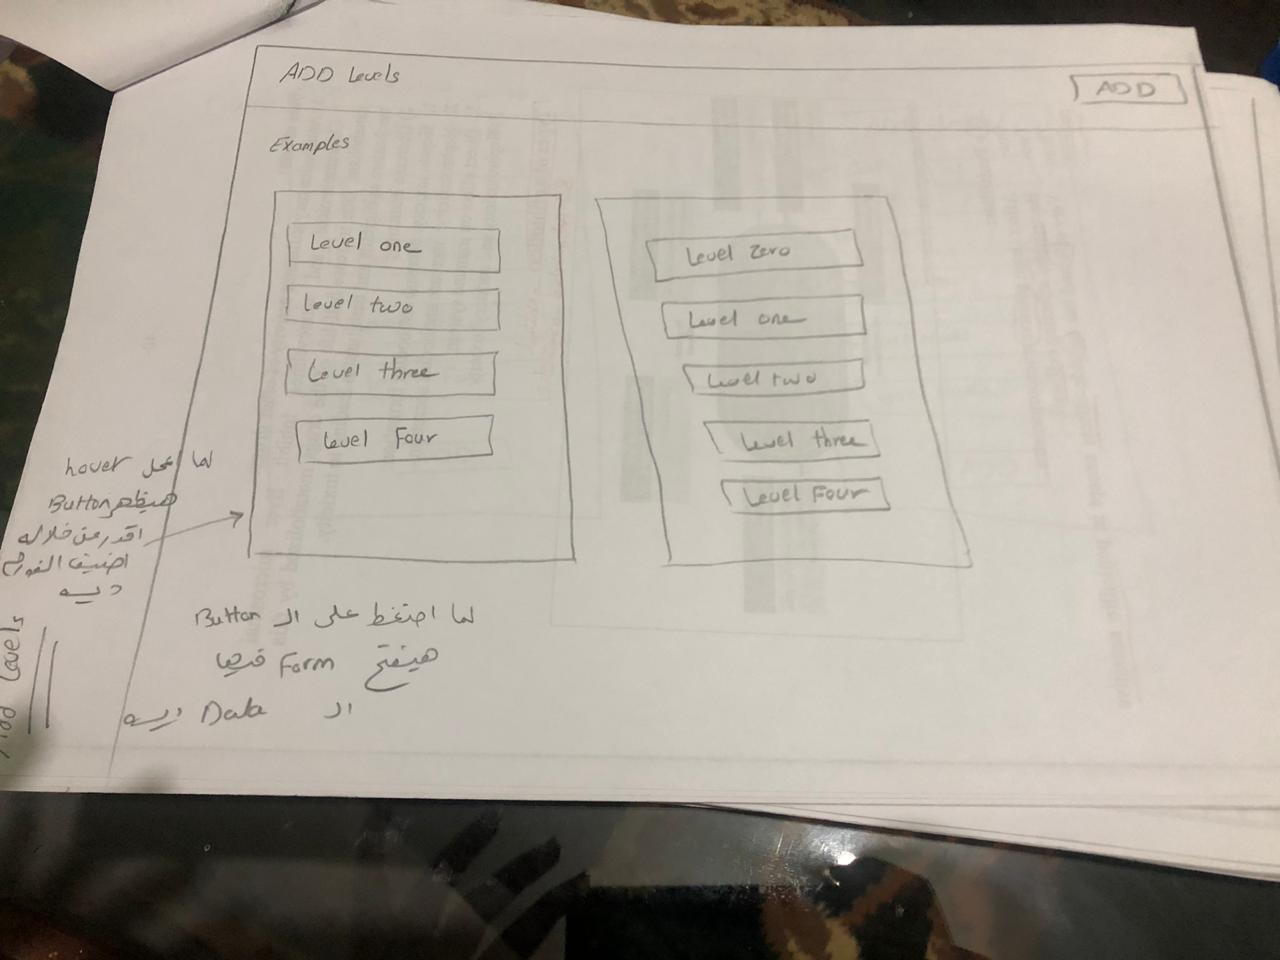 ADD Levels
ADD
Examples
Level one
Level two
Level three
Level Four
Level Zero
Level one
Level two
Level three
Level Four
لما عمل hover
هيظهر Button
اقدر من خلاله
اضيف الفورم
ديه
لما اضغط على ال Button
هيفتح Form فيها
ال Data ديه
Add Levels